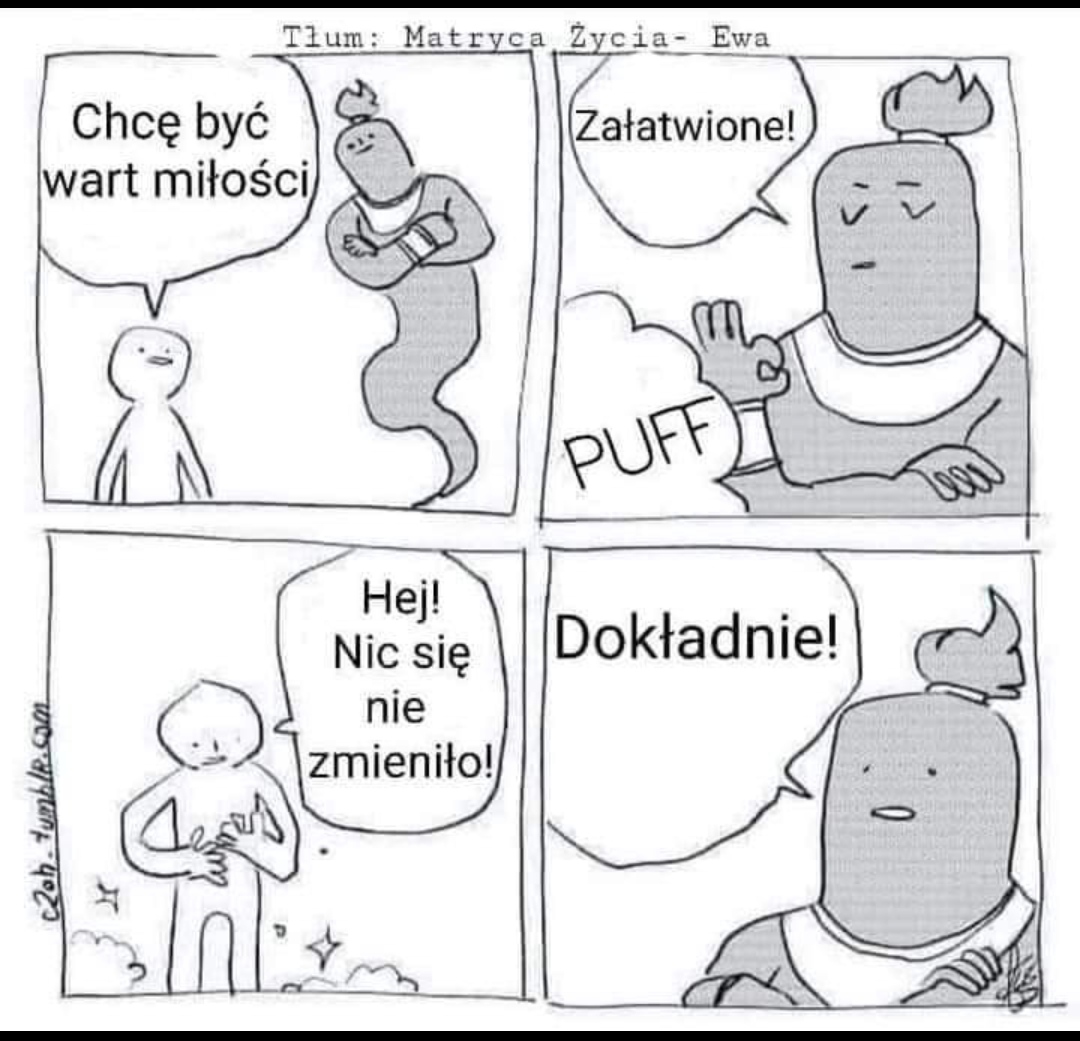 Tłum: Matryca Życia- Ewa
Chcę być
wart miłości
Załatwione!
PUFF
Hej!
Nic się
nie
zmieniło!
Dokładnie!
c2oh.tumblr.com